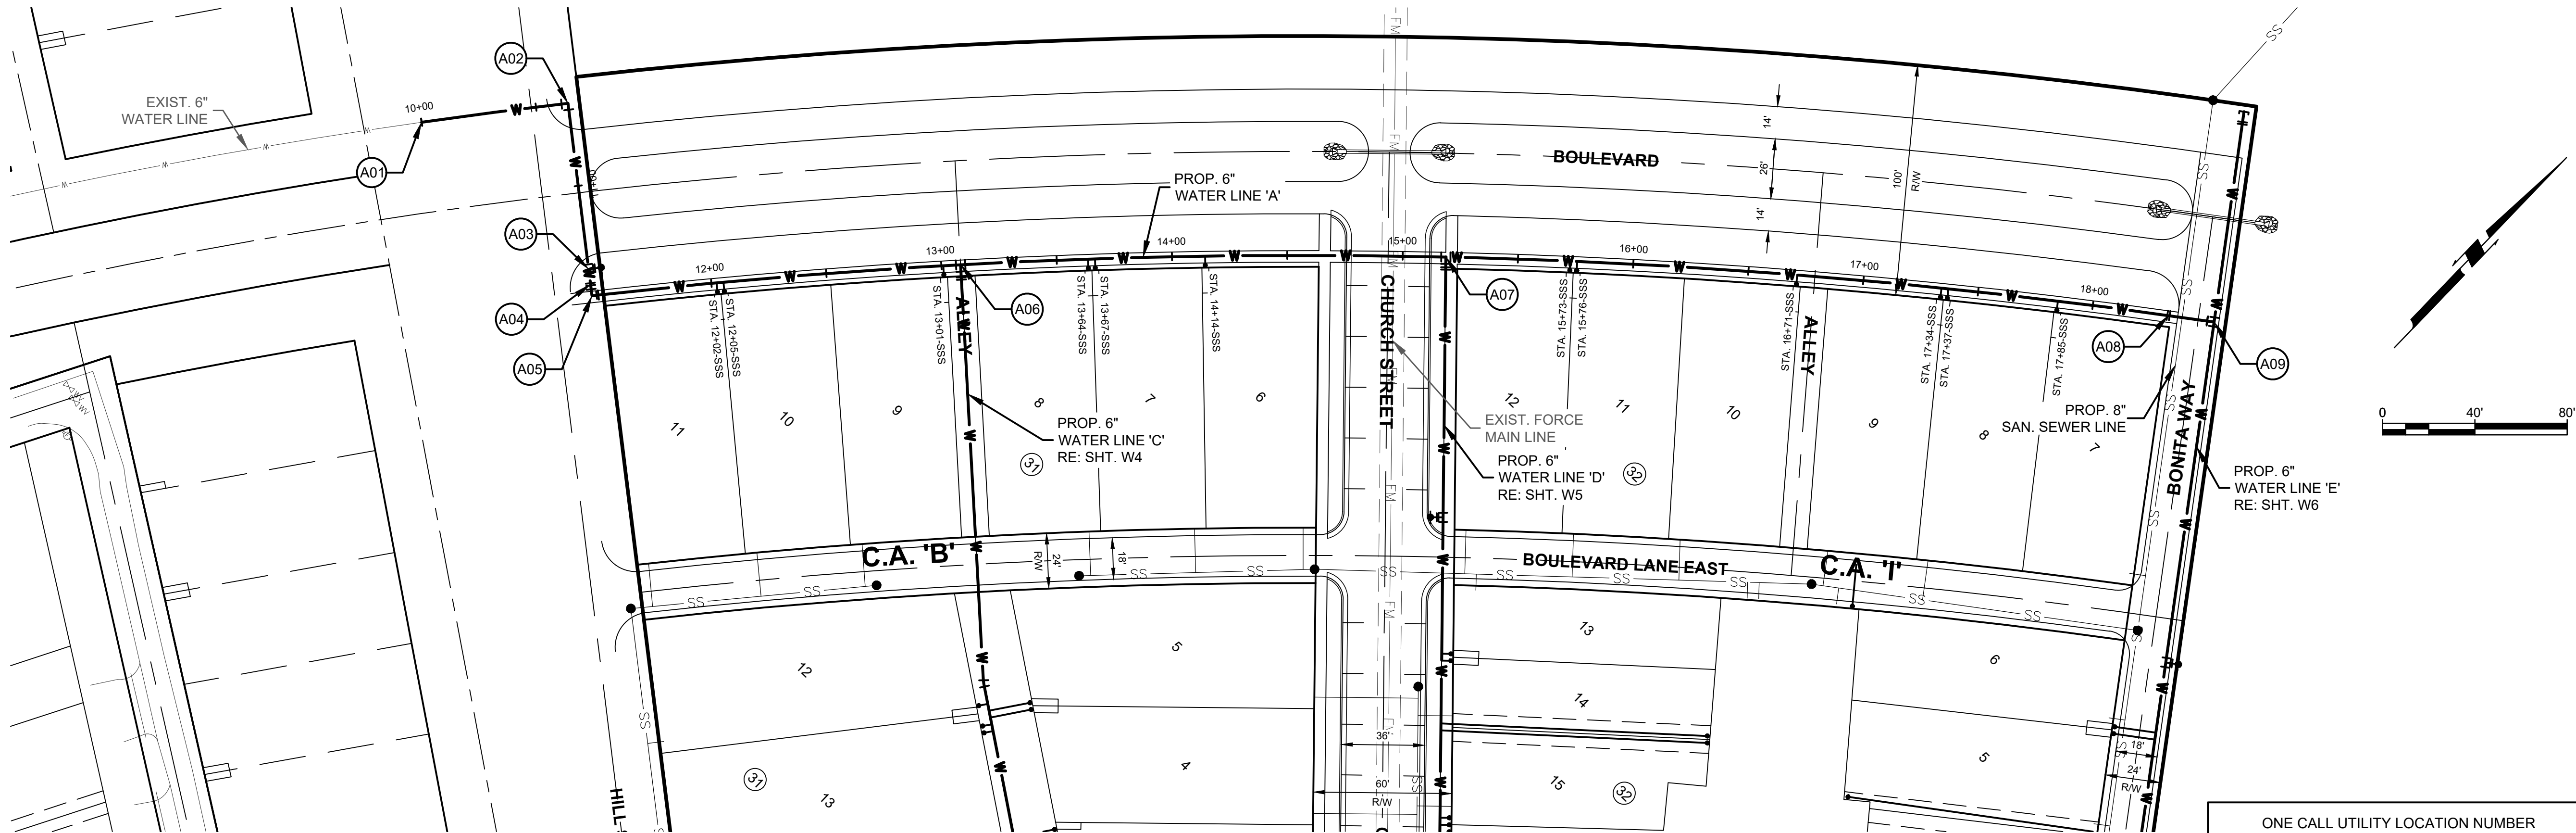 A02
EXIST. 6"
WATER LINE
10+00
W
A01
A03
11+00
A04
A05
12+00
13+00
14+00
15+00
16+00
17+00
18+00
PROP. 6"
WATER LINE 'A'
BOULEVARD
14'
26'
14'
100'
R/W
FM
SS
A06
A07
A08
A09
STA. 12+02-SSS
STA. 12+05-SSS
STA. 13+01-SSS
STA. 13+64-SSS
STA. 13+67-SSS
STA. 14+14-SSS
STA. 15+73-SSS
STA. 15+76-SSS
STA. 16+71-SSS
STA. 17+34-SSS
STA. 17+37-SSS
STA. 17+85-SSS
ALLEY
CHURCH STREET
ALLEY
BONITA WAY
11
10
9
8
7
6
12
11
10
9
8
7
PROP. 6"
WATER LINE 'C'
RE: SHT. W4
31
EXIST. FORCE
MAIN LINE
PROP. 6"
WATER LINE 'D'
RE: SHT. W5
32
PROP. 8"
SAN. SEWER LINE
PROP. 6"
WATER LINE 'E'
RE: SHT. W6
0 40' 80'
C.A. 'B'
24'
R/W
18'
BOULEVARD LANE EAST
C.A. 'I'
12
5
13
6
14
4
15
5
31
13
32
36'
60'
R/W
18'
24'
R/W
WV
ONE CALL UTILITY LOCATION NUMBER